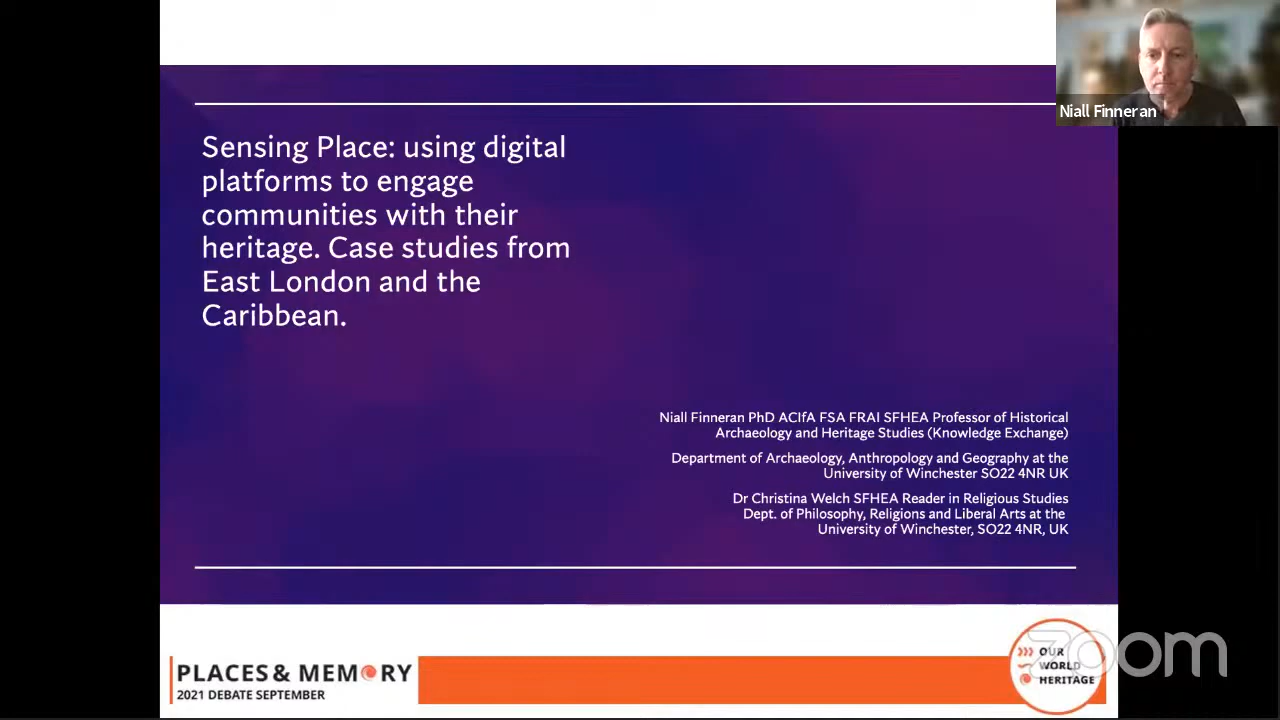 Niall Finneran
Sensing Place: using digital
platforms to engage
communities with their
heritage. Case studies from
East London and the
Caribbean.
Niall Finneran PhD ACIfA FSA FRAI SFHEA Professor of Historical
Archaeology and Heritage Studies (Knowledge Exchange)
Department of Archaeology, Anthropology and Geography at the
University of Winchester SO22 4NR UK
Dr Christina Welch SFHEA Reader in Religious Studies
Dept. of Philosophy, Religions and Liberal Arts at the
University of Winchester, SO22 4NR, UK
PLACES & MEMORY
2021 DEBATE SEPTEMBER
OUR
WORLD
HERITAGE
zoom